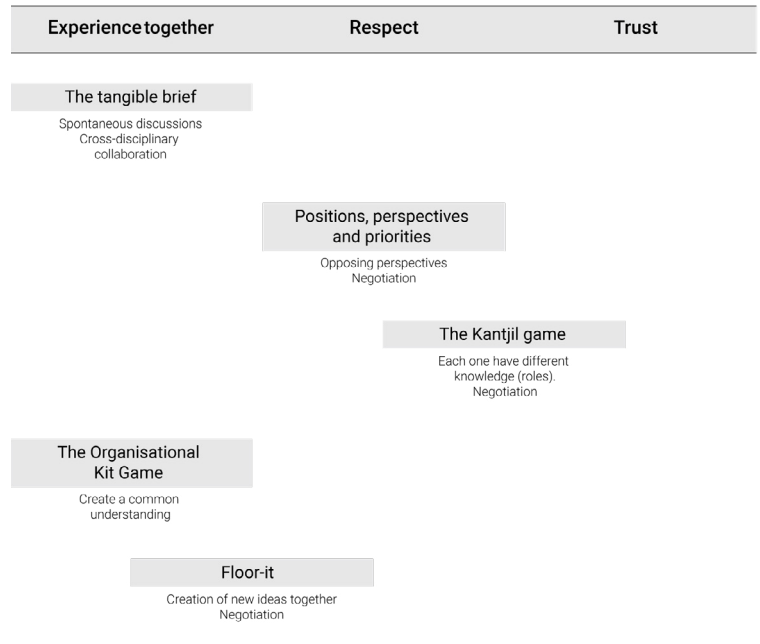 Experience together
Respect
Trust
The tangible brief
Spontaneous discussions
Cross-disciplinary
collaboration
Positions, perspectives
and priorities
Opposing perspectives
Negotiation
The Kantjil game
Each one have different
knowledge (roles).
Negotiation
The Organisational
Kit Game
Create a common
understanding
Floor-it
Creation of new ideas together
Negotiation